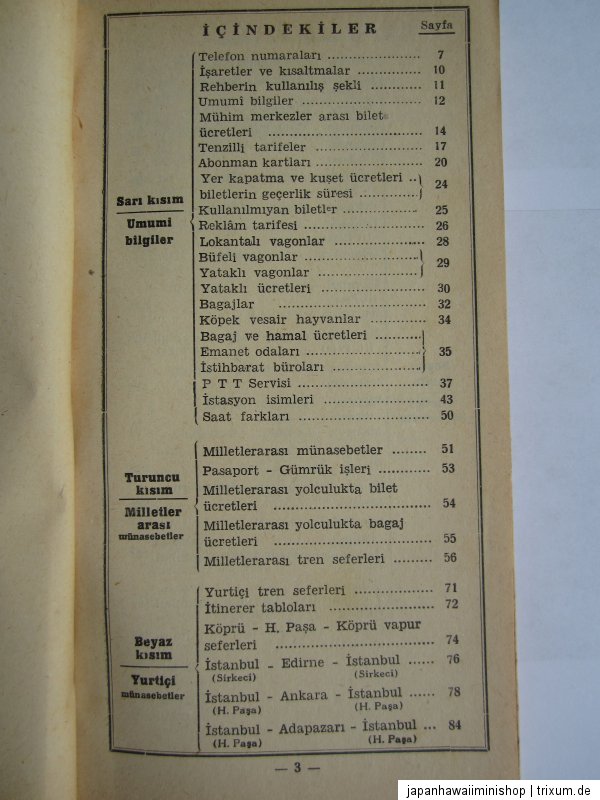 İÇİNDEKİLER Sayfa
Sarı kısım
Umumi
bilgiler
Telefon numaraları ..................... 7
İşaretler ve kısaltmalar .............. 10
Rehberin kullanılış şekli ............ 11
Umumî bilgiler ........................... 12
Mühim merkezler arası bilet
ücretleri ................................... 14
Tenzilli tarifeler ........................ 17
Abonman kartları ........................ 20
Yer kapatma ve kuşet ücretleri ..
biletlerin geçerlik süresi .............. 24
Kullanılmıyan biletler ................. 25
Reklâm tarifesi ........................... 26
Lokantalı vagonlar ..................... 28
Büfeli vagonlar ...........................
Yataklı vagonlar ........................ 29
Yataklı ücretleri ........................ 30
Bagajlar ................................. 32
Köpek vesair hayvanlar ............ 34
Bagaj ve hamal ücretleri ..........
Emanet odaları .......................... 35
İstihbarat büroları .....................
P T T Servisi .............................. 37
İstasyon isimleri ........................ 43
Saat farkları .............................. 50
Turuncu
kısım
Milletler
arası
münasebetler
Milletlerarası münasebetler ........ 51
Pasaport - Gümrük işleri ............ 53
Milletlerarası yolculukta bilet
ücretleri ................................... 54
Milletlerarası yolculukta bagaj
ücretleri ................................... 55
Milletlerarası tren seferleri ......... 56
Beyaz
kısım
Yurtiçi
münasebetler
Yurtiçi tren seferleri .................. 71
İtinerer tabloları ........................ 72
Köprü - H. Paşa - Köprü vapur
seferleri ................................... 74
İstanbul - Edirne - İstanbul ...... 76
(Sirkeci) (Sirkeci)
İstanbul - Ankara - İstanbul ...... 78
(H. Paşa) (H. Paşa)
İstanbul - Adapazarı - İstanbul ... 84
(H. Paşa) (H. Paşa)
— 3 —
japanhawaiiminishop | trixum.de